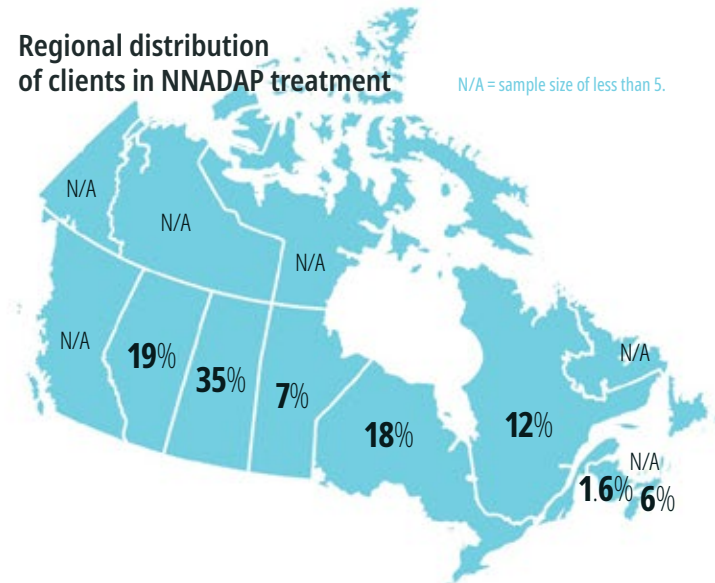 Regional distribution
of clients in NNADAP treatment
N/A = sample size of less than 5.
N/A
N/A
N/A
N/A
19%
35%
7%
18%
12%
N/A
N/A
1.6%
6%